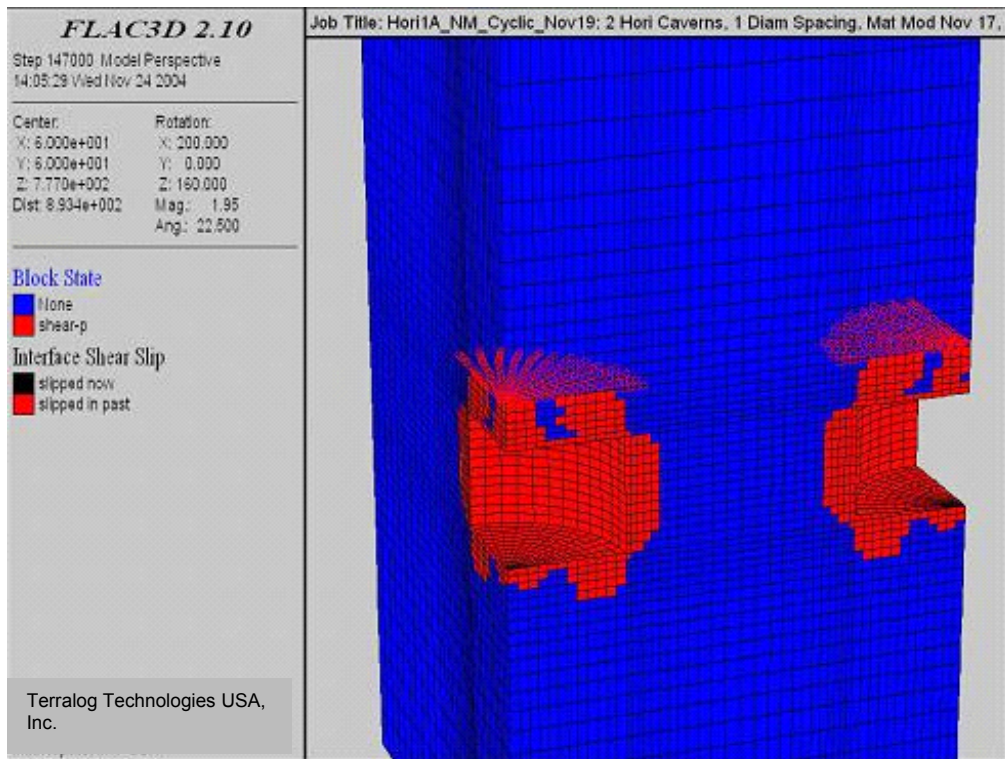 FLAC3D 2.10
Step 147000 Model Perspective
14:05:29 Wed Nov 24 2004
Center:
X: 6.000e+001
Y: 6.000e+001
Z: 7.770e+002
Dist: 8.934e+002
Rotation:
X: 200.000
Y: 0.000
Z: 160.000
Mag.: 1.95
Ang.: 22.500
Block State
None
shear-p
Interface Shear Slip
slipped now
slipped in past
Terralog Technologies USA,
Inc.
Job Title: Hori1A_NM_Cyclic_Nov19: 2 Hori Caverns, 1 Diam Spacing, Mat Mod Nov 17,